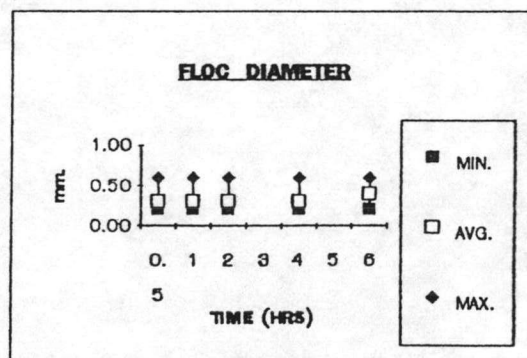 FLOC DIAMETER
1.00
0.50
0.00
mm.
0. 1 2 3 4 5 6
5
TIME (HRS)
MIN.
AVG.
MAX.